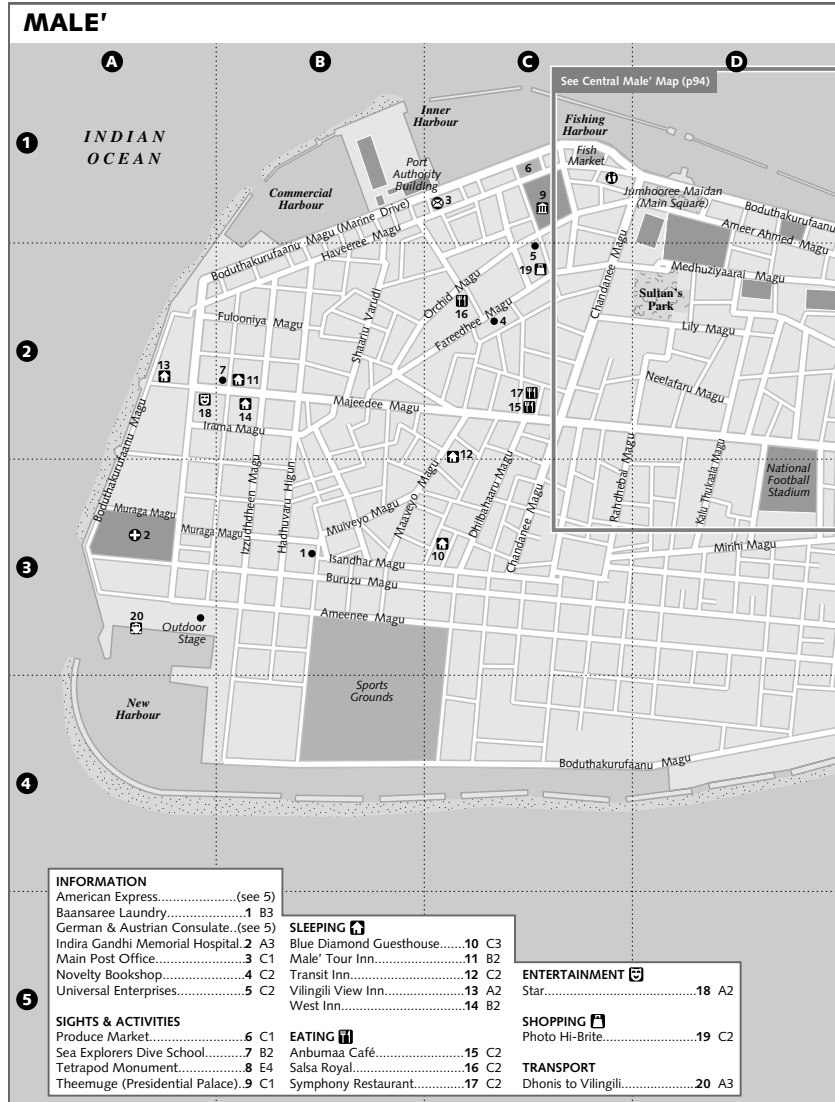 MALE'
A
B
C
D
See Central Male' Map (p94)
1
INDIAN
OCEAN
Inner
Harbour
Fishing
Harbour
Fish
Market
Port
Authority
Building
Commercial
Harbour
6
9
3
Jumhooree Maidan
(Main Square)
Boduthakurufaanu
Ameer Ahmed Magu
Boduthakurufaanu Magu (Marine Drive)
Haveeree Magu
5
19
Medhuziyaarai Magu
Chandanee Magu
Orchid Magu
16
Sultan's
Park
Fulooniya Magu
Shaariu Varudi
Fareedhee Magu
4
Lily Magu
2
13
7
11
Neelafaru Magu
17
15
18
14
Majeedee Magu
Irama Magu
Boduthakurufaanu Magu
12
Izzudhdheen Magu
Hadhuvaru Higun
Maaveyo Magu
Dhilbahaaru Magu
Rahdhebai Magu
Kalu Thukaala Magu
National
Football
Stadium
Muraga Magu
Muiveyo Magu
Chandanee Magu
Muraga Magu
2
1
10
Isandhar Magu
Mirihi Magu
3
Buruzu Magu
Ameenee Magu
20
Outdoor
Stage
New
Harbour
Sports
Grounds
Boduthakurufaanu Magu
4
5
INFORMATION
American Express....................(see 5)
Baansaree Laundry..................1 B3
German & Austrian Consulate..(see 5)
Indira Gandhi Memorial Hospital..2 A3
Main Post Office......................3 C1
Novelty Bookshop...................4 C2
Universal Enterprises................5 C2
SIGHTS & ACTIVITIES
Produce Market.......................6 C1
Sea Explorers Dive School........7 B2
Tetrapod Monument................8 E4
Theemuge (Presidential Palace)..9 C1
SLEEPING
Blue Diamond Guesthouse.......10 C3
Male' Tour Inn........................11 B2
Transit Inn..............................12 C2
Vilingili View Inn.....................13 A2
West Inn................................14 B2
EATING
Anbumaa Café.......................15 C2
Salsa Royal.............................16 C2
Symphony Restaurant.............17 C2
ENTERTAINMENT
Star........................................18 A2
SHOPPING
Photo Hi-Brite........................19 C2
TRANSPORT
Dhonis to Vilingili....................20 A3